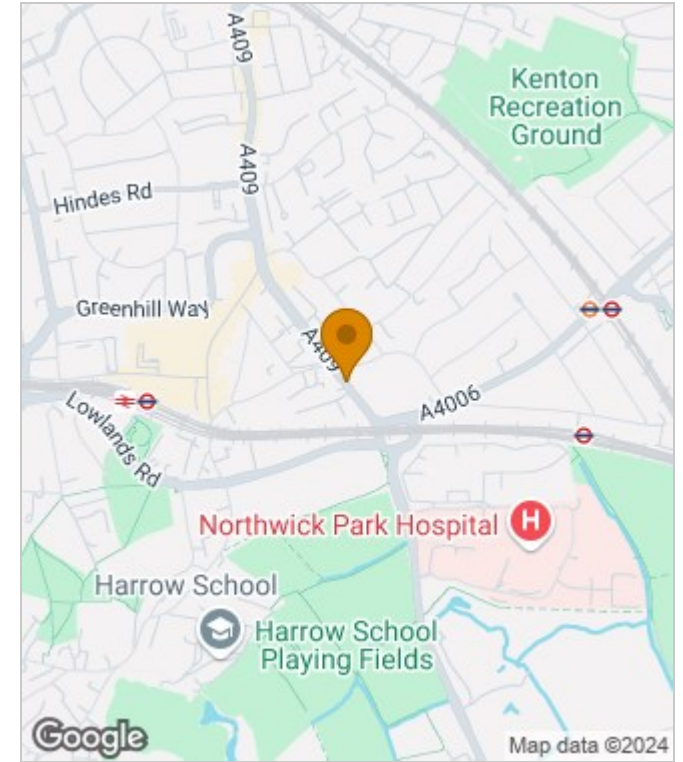 A409
Kenton
Recreation
Ground
A409
Hindes Rd
Greenhill Way
A409
A4006
Lowlands Rd
Northwick Park Hospital
H
Harrow School
Harrow School
Playing Fields
Google
Map data ©2024